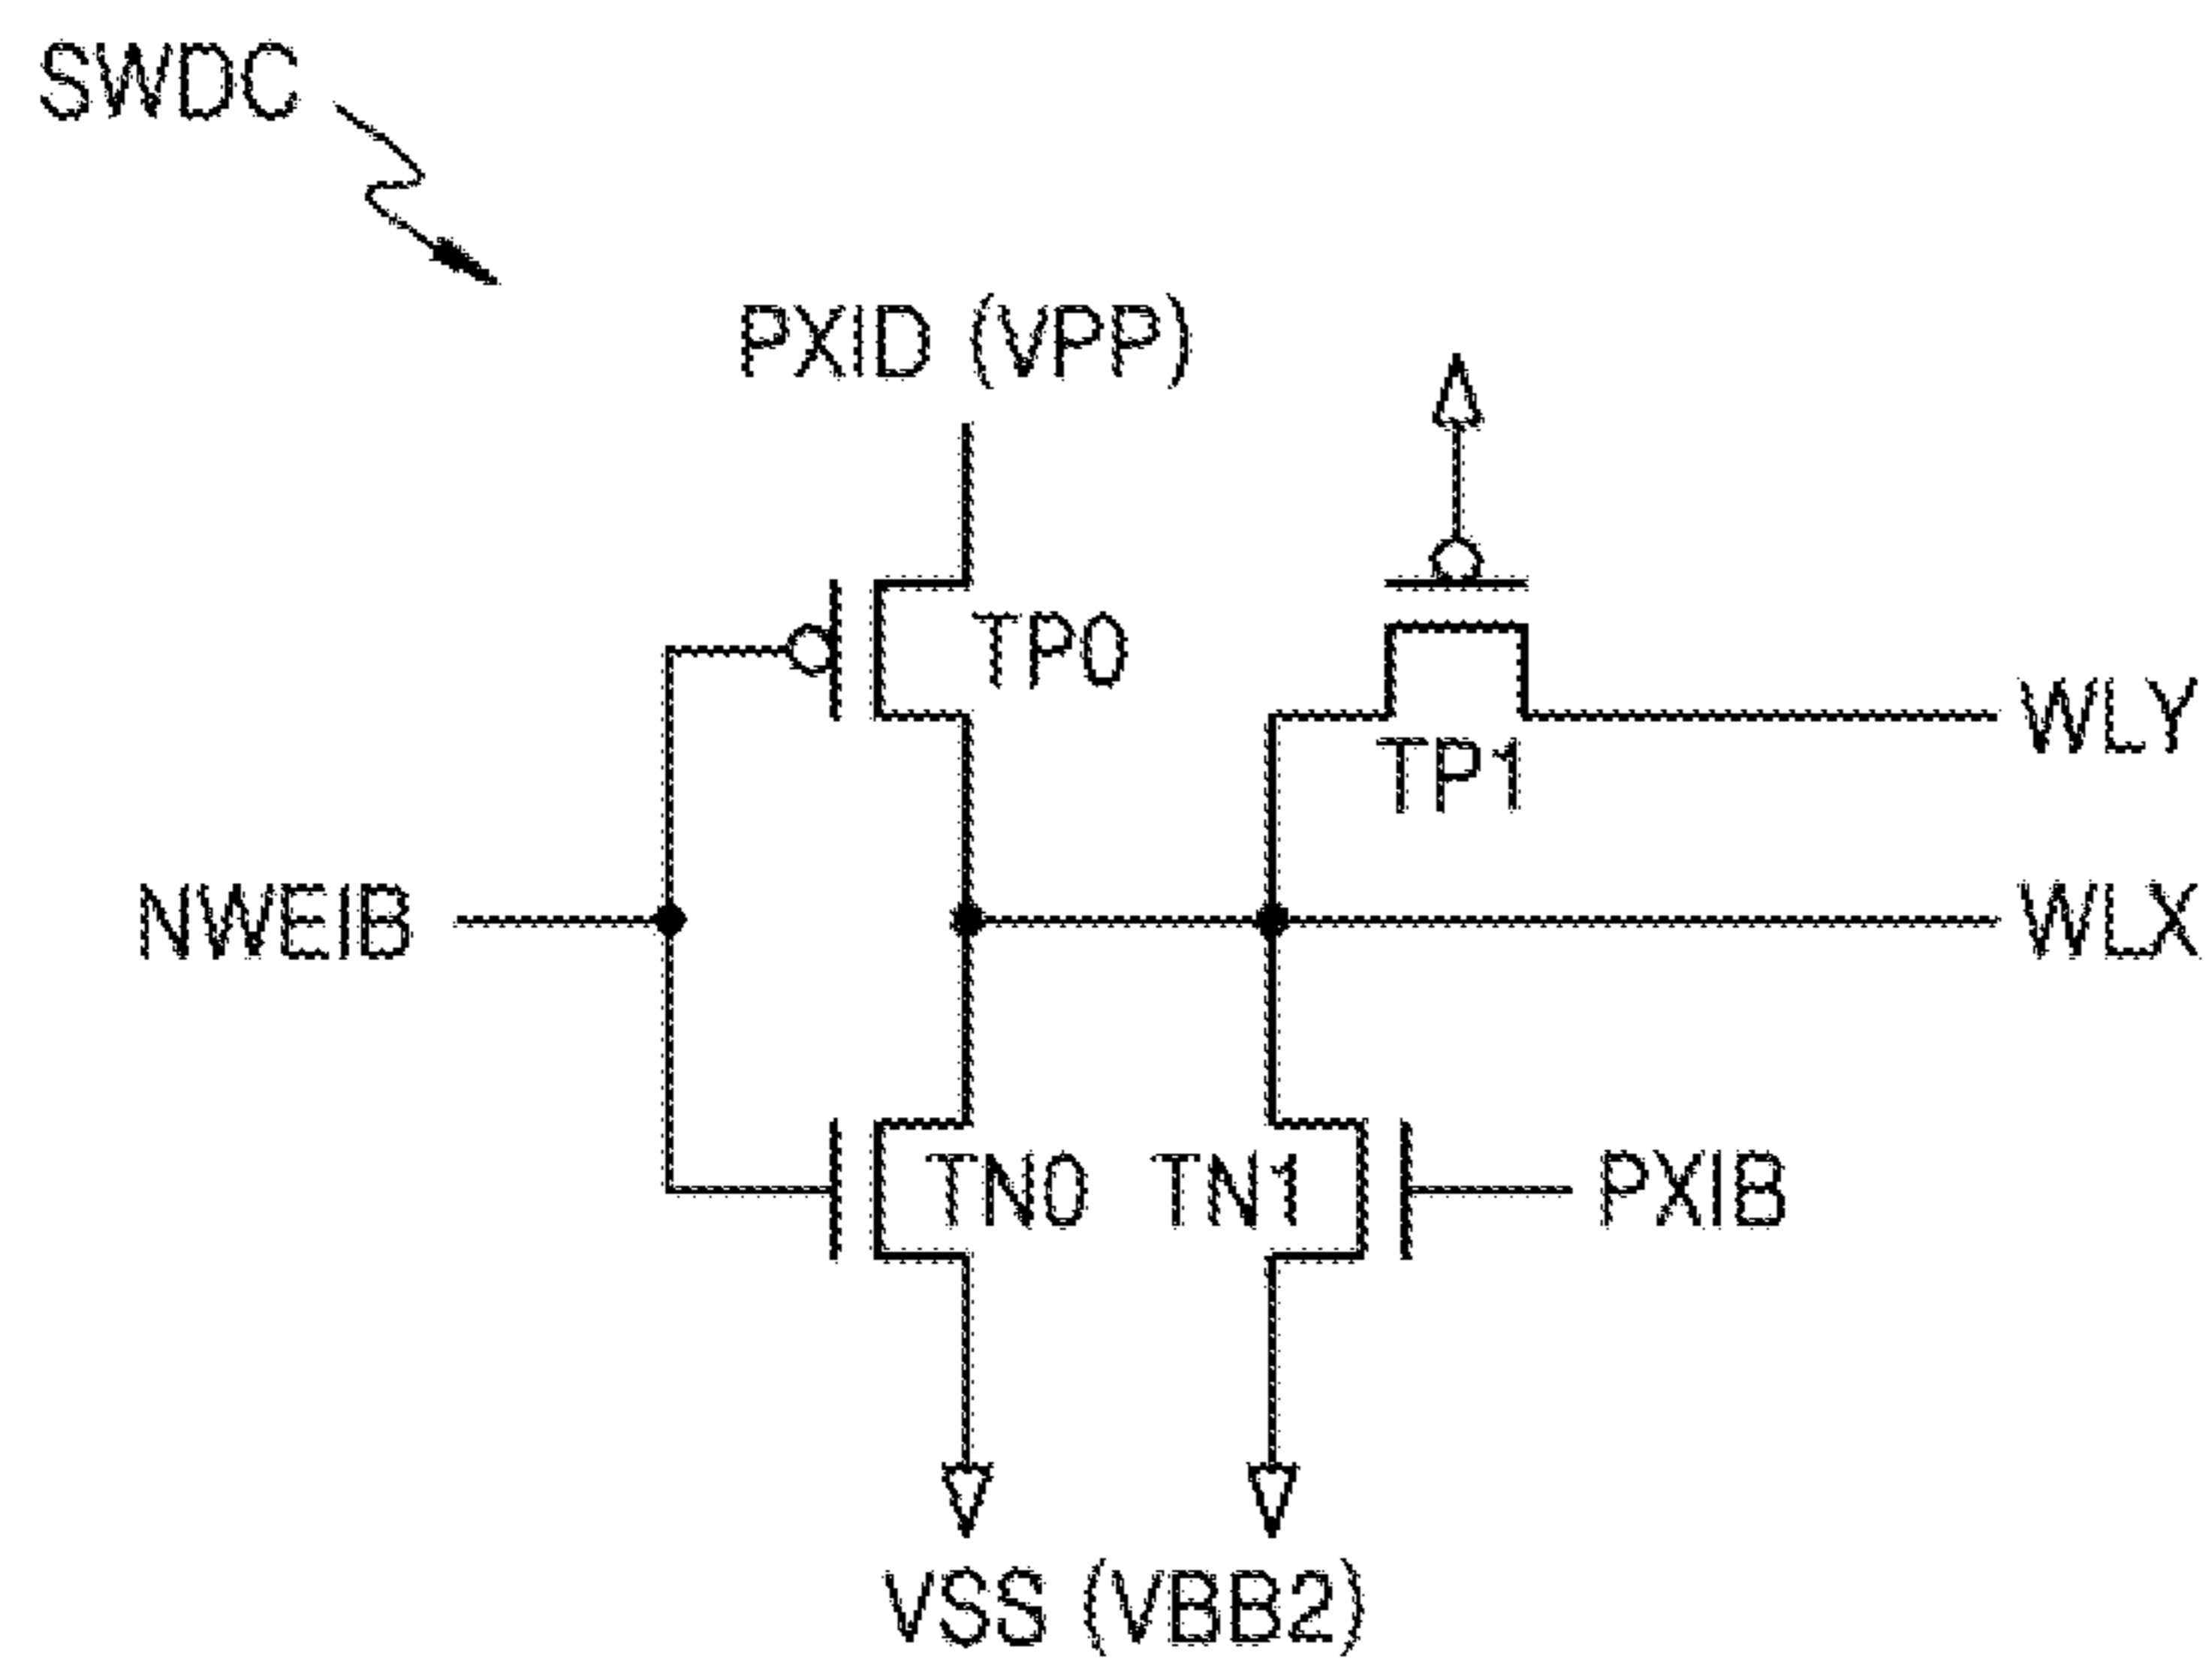 SWDC
PXID (VPP)
TP0
WLY
TP1
NWEIB
WLX
TN0
TN1
PXIB
VSS (VBB2)